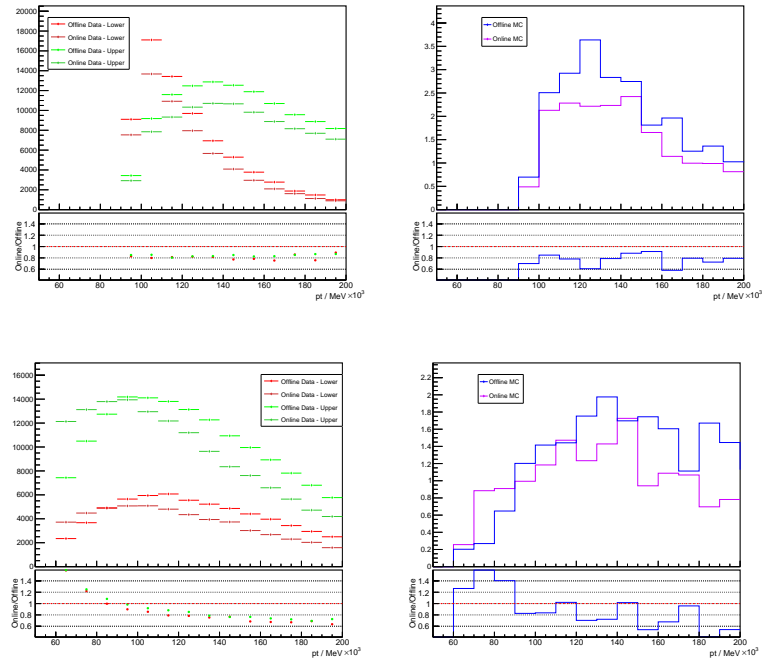 20000
18000
16000
14000
12000
10000
8000
6000
4000
2000
0
Offline Data - Lower
Online Data - Lower
Offline Data - Upper
Online Data - Upper
Online/Offline
1.4
1.2
1
0.8
0.6
60 80 100 120 140 160 180 200
×10³
pt / MeV
4
3.5
3
2.5
2
1.5
1
0.5
0
Offline MC
Online MC
Online/Offline
1.4
1.2
1
0.8
0.6
60 80 100 120 140 160 180 200
×10³
pt / MeV
16000
14000
12000
10000
8000
6000
4000
2000
0
Offline Data - Lower
Online Data - Lower
Offline Data - Upper
Online Data - Upper
Online/Offline
1.4
1.2
1
0.8
0.6
60 80 100 120 140 160 180 200
×10³
pt / MeV
2.2
2
1.8
1.6
1.4
1.2
1
0.8
0.6
0.4
0.2
0
Offline MC
Online MC
Online/Offline
1.4
1.2
1
0.8
0.6
60 80 100 120 140 160 180 200
×10³
pt / MeV